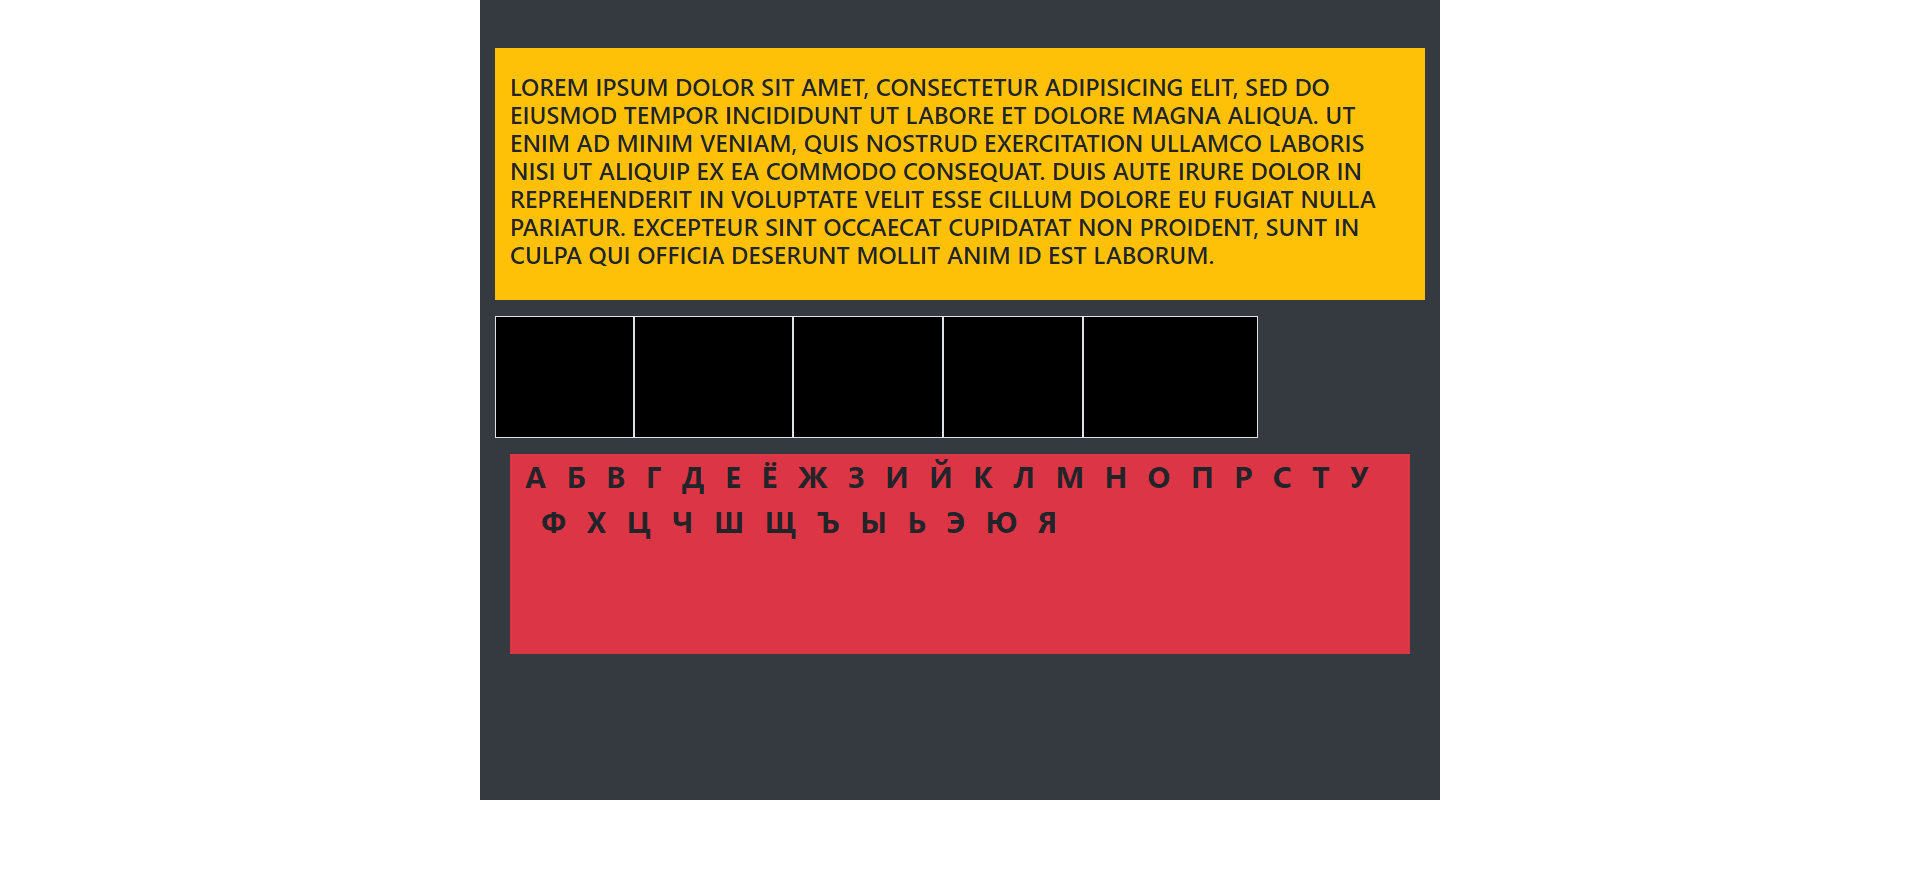 LOREM IPSUM DOLOR SIT AMET, CONSECTETUR ADIPISICING ELIT, SED DO
EIUSMOD TEMPOR INCIDIDUNT UT LABORE ET DOLORE MAGNA ALIQUA. UT
ENIM AD MINIM VENIAM, QUIS NOSTRUD EXERCITATION ULLAMCO LABORIS
NISI UT ALIQUIP EX EA COMMODO CONSEQUAT. DUIS AUTE IRURE DOLOR IN
REPREHENDERIT IN VOLUPTATE VELIT ESSE CILLUM DOLORE EU FUGIAT NULLA
PARIATUR. EXCEPTEUR SINT OCCAECAT CUPIDATAT NON PROIDENT, SUNT IN
CULPA QUI OFFICIA DESERUNT MOLLIT ANIM ID EST LABORUM.
А Б В Г Д Е Ё Ж З И Й К Л М Н О П Р С Т У
Ф Х Ц Ч Ш Щ Ъ Ы Ь Э Ю Я